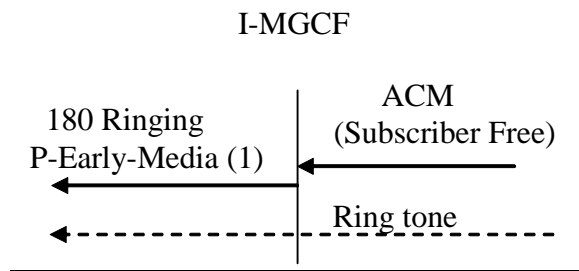 I-MGCF
ACM
180 Ringing
(Subscriber Free)
P-Early-Media (1)
Ring tone